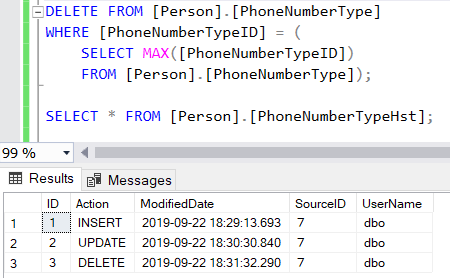 DELETE FROM [Person].[PhoneNumberType]
WHERE [PhoneNumberTypeID] = (
SELECT MAX([PhoneNumberTypeID])
FROM [Person].[PhoneNumberType]);
SELECT * FROM [Person].[PhoneNumberTypeHst];
99 %
Results Messages
ID Action ModifiedDate SourceID UserName
1 1 INSERT 2019-09-22 18:29:13.693 7 dbo
2 2 UPDATE 2019-09-22 18:30:30.840 7 dbo
3 3 DELETE 2019-09-22 18:31:32.290 7 dbo